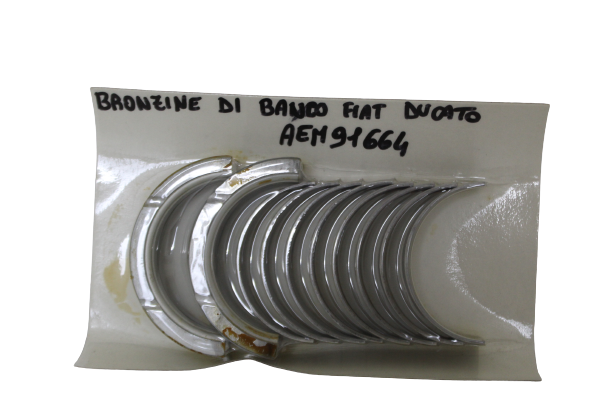 BRONZINE DI BANCO FIAT DUCATO
AEM91664